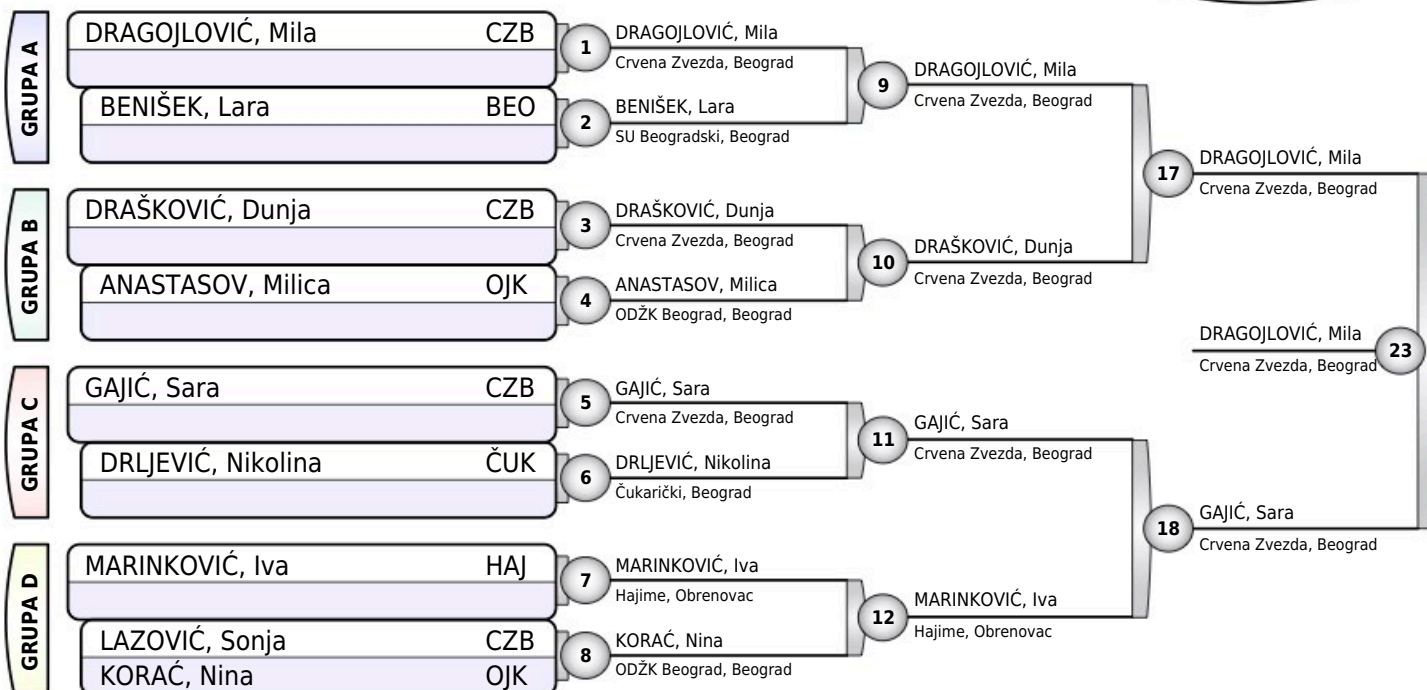 GRUPA A
DRAGOJLOVIĆ, Mila CZB
BENIŠEK, Lara BEO
1
DRAGOJLOVIĆ, Mila
Crvena Zvezda, Beograd
2
BENIŠEK, Lara
SU Beogradski, Beograd
9
DRAGOJLOVIĆ, Mila
Crvena Zvezda, Beograd
GRUPA B
DRAŠKOVIĆ, Dunja CZB
ANASTASOV, Milica OJK
3
DRAŠKOVIĆ, Dunja
Crvena Zvezda, Beograd
4
ANASTASOV, Milica
ODŽK Beograd, Beograd
10
DRAŠKOVIĆ, Dunja
Crvena Zvezda, Beograd
17
DRAGOJLOVIĆ, Mila
Crvena Zvezda, Beograd
GRUPA C
GAJIĆ, Sara CZB
DRLJEVIĆ, Nikolina ČUK
5
GAJIĆ, Sara
Crvena Zvezda, Beograd
6
DRLJEVIĆ, Nikolina
Čukarički, Beograd
11
GAJIĆ, Sara
Crvena Zvezda, Beograd
GRUPA D
MARINKOVIĆ, Iva HAJ
LAZOVIĆ, Sonja CZB
KORAĆ, Nina OJK
7
MARINKOVIĆ, Iva
Hajime, Obrenovac
8
KORAĆ, Nina
ODŽK Beograd, Beograd
12
MARINKOVIĆ, Iva
Hajime, Obrenovac
18
GAJIĆ, Sara
Crvena Zvezda, Beograd
DRAGOJLOVIĆ, Mila
Crvena Zvezda, Beograd
23